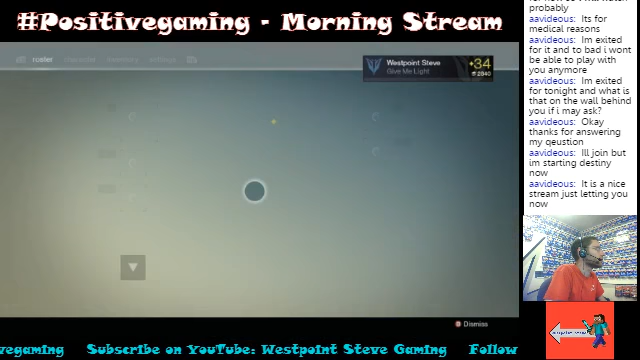 #Positivegaming - Morning Stream
probably
aavideous: Its for
medical reasons
aavideous: Im exited
for it and to bad i wont
be able to play with
you anymore
aavideous: Im exited
for tonight and what is
that on the wall behind
you if i may ask?
aavideous: Okay
thanks for answering
my qeustion
aavideous: Ill join but
im starting destiny
now
aavideous: It is a nice
stream just letting you
now
roster
settings
Westpoint Steve
Give Me Light
+34
Dismiss
vegaming Subscribe on YouTube: Westpoint Steve Gaming Follow